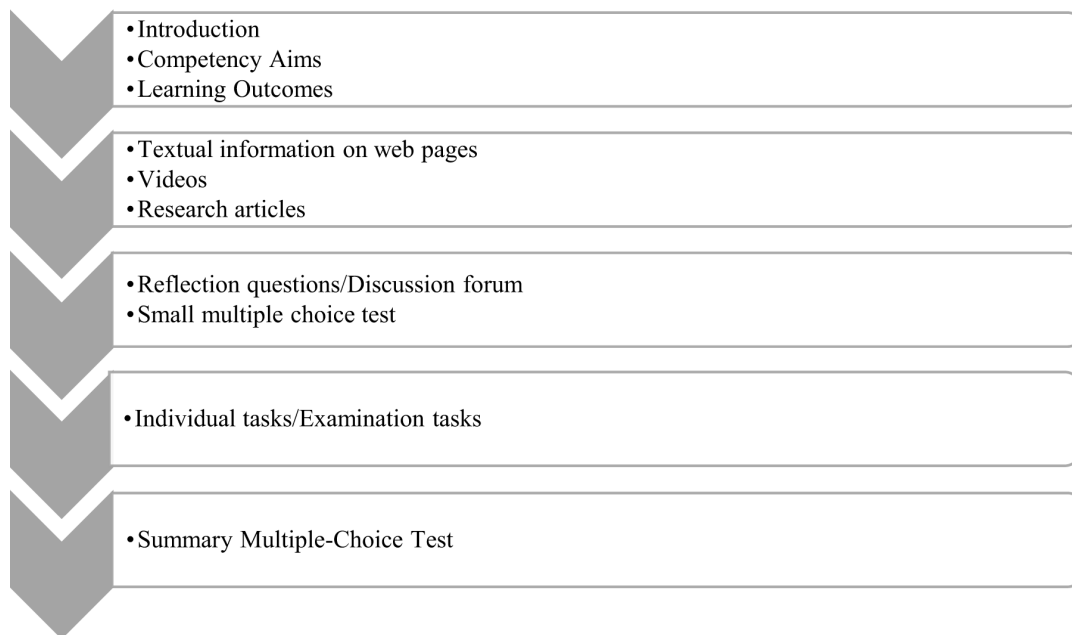 •Introduction
•Competency Aims
•Learning Outcomes
•Textual information on web pages
•Videos
•Research articles
•Reflection questions/Discussion forum
•Small multiple choice test
•Individual tasks/Examination tasks
•Summary Multiple-Choice Test